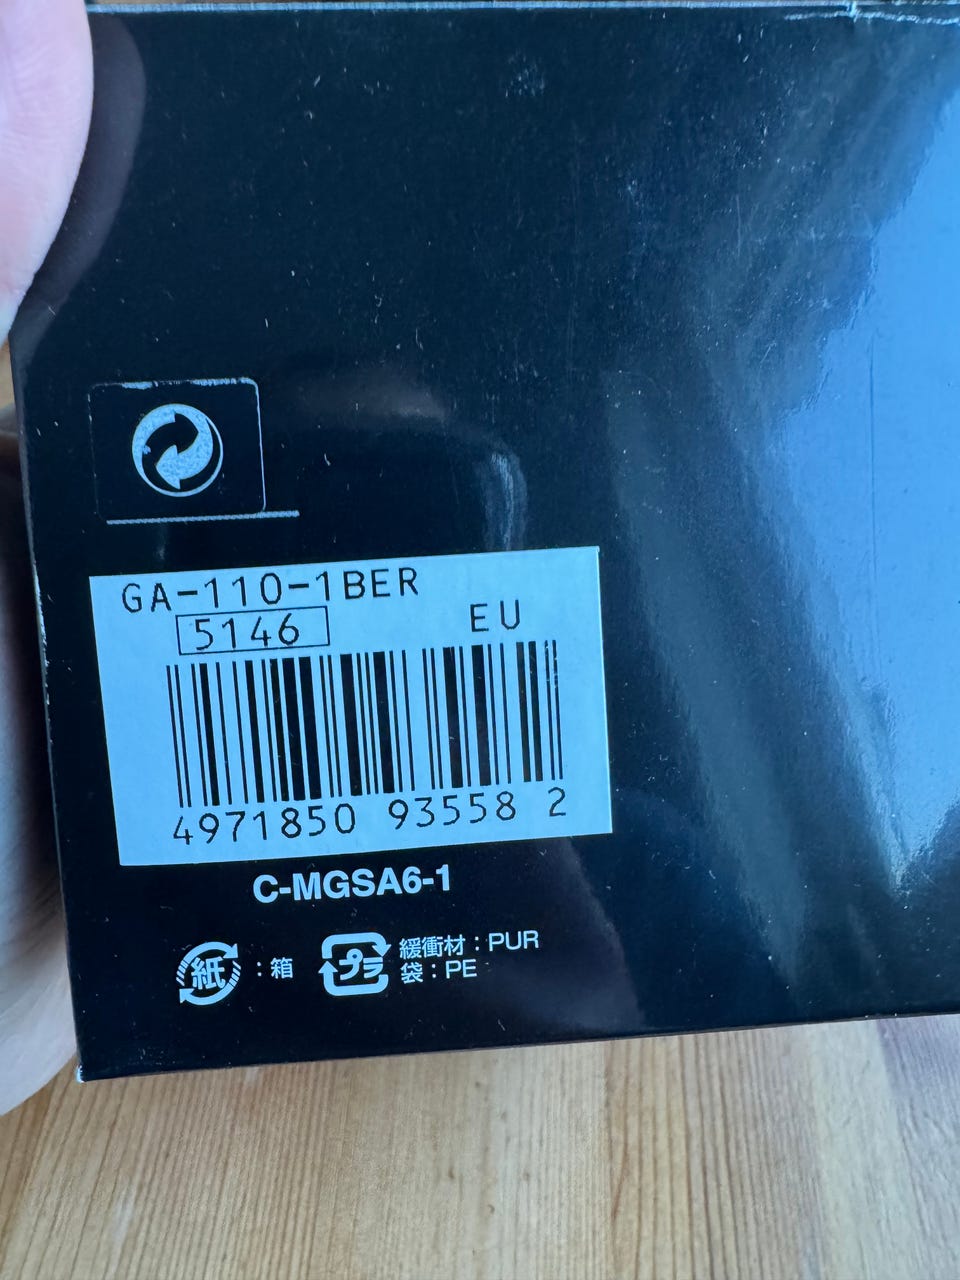 GA-110-1BER
5146
EU
4971850 93558 2
C-MGSA6-1
紙 : 箱
プラ 緩衝材 : PUR
袋 : PE